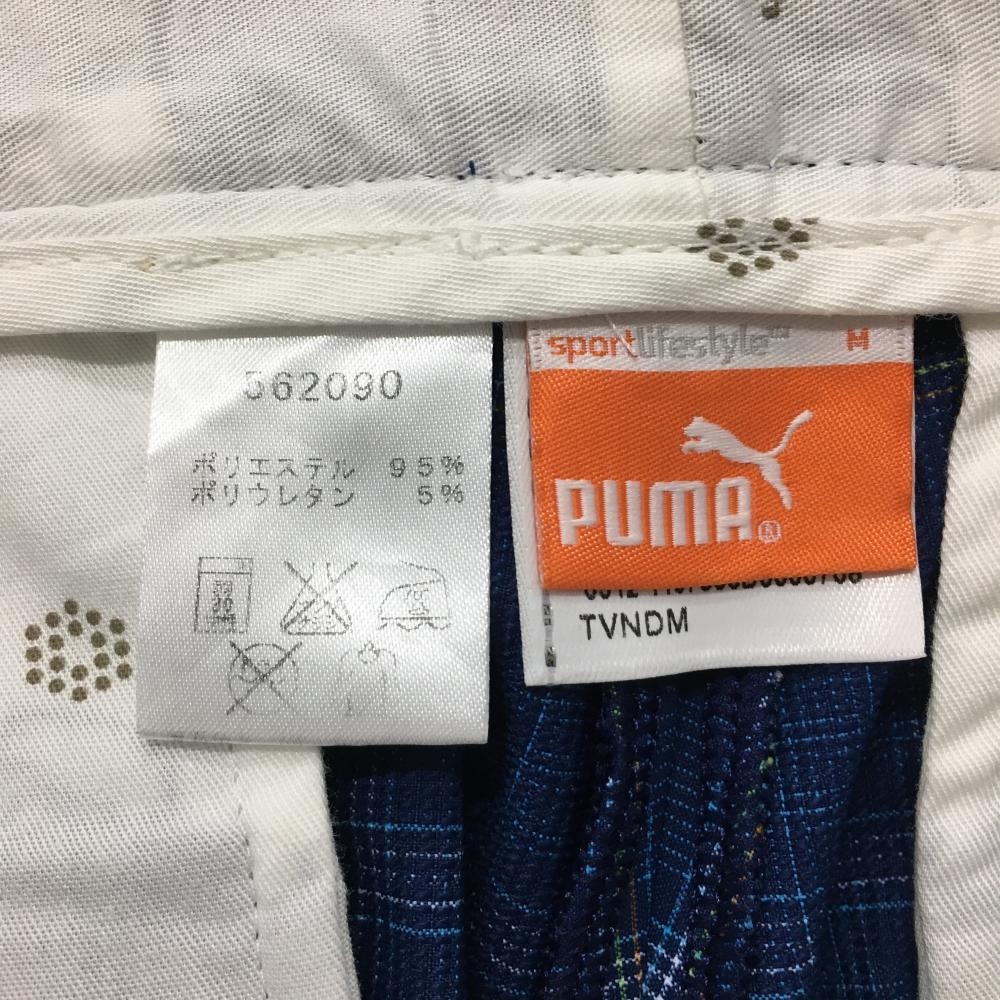 562090
ポリエステル 95%
ポリウレタン 5%
sportlifestyle M
PUMA
TVNDM